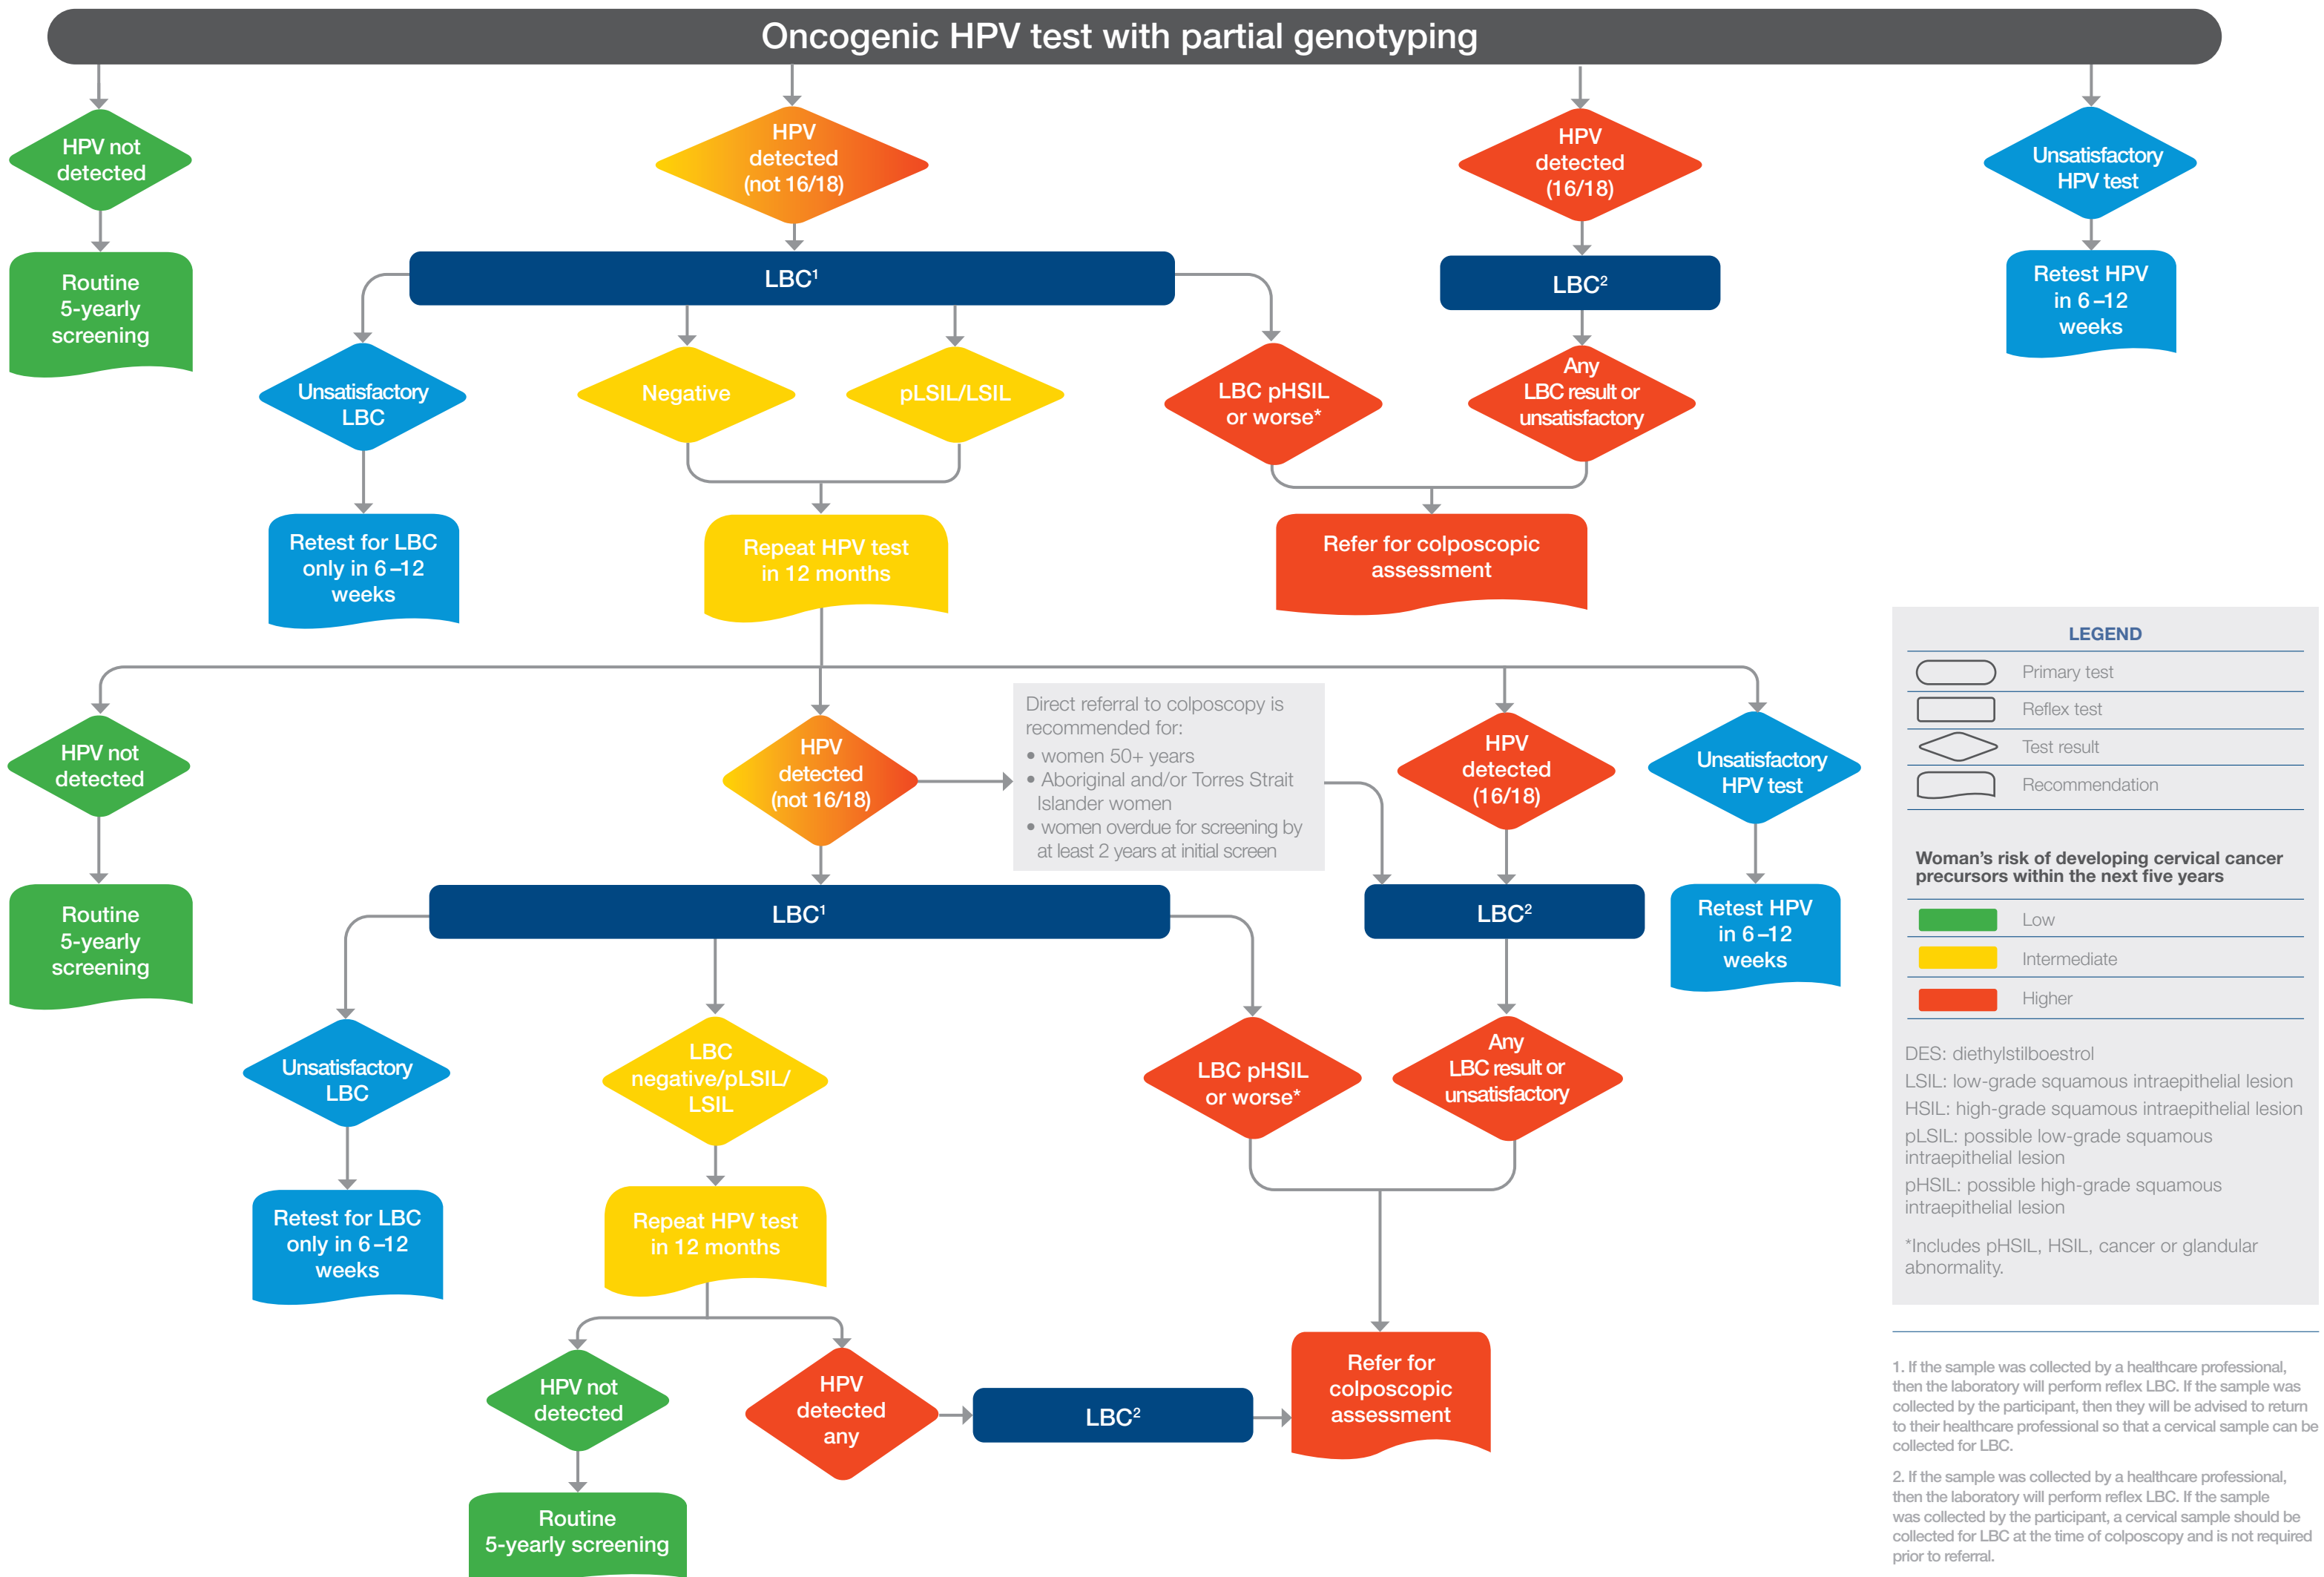 Oncogenic HPV test with partial genotyping
HPV not
detected
HPV
detected
(not 16/18)
HPV
detected
(16/18)
Unsatisfactory
HPV test
Routine
5-yearly
screening
LBC¹
LBC²
Retest HPV
in 6–12
weeks
Unsatisfactory
LBC
Negative
pLSIL/LSIL
LBC pHSIL
or worse*
Any
LBC result or
unsatisfactory
Retest for LBC
only in 6–12
weeks
Repeat HPV test
in 12 months
Refer for colposcopic
assessment
HPV not
detected
HPV
detected
(not 16/18)
Direct referral to colposcopy is
recommended for:
• women 50+ years
• Aboriginal and/or Torres Strait
Islander women
• women overdue for screening by
at least 2 years at initial screen
HPV
detected
(16/18)
Unsatisfactory
HPV test
Routine
5-yearly
screening
LBC¹
LBC²
Retest HPV
in 6–12
weeks
Unsatisfactory
LBC
LBC
negative/pLSIL/
LSIL
LBC pHSIL
or worse*
Any
LBC result or
unsatisfactory
Retest for LBC
only in 6–12
weeks
Repeat HPV test
in 12 months
HPV not
detected
HPV
detected
any
LBC²
Refer for
colposcopic
assessment
Routine
5-yearly screening
LEGEND
Primary test
Reflex test
Test result
Recommendation
Woman's risk of developing cervical cancer
precursors within the next five years
Low
Intermediate
Higher
DES: diethylstilboestrol
LSIL: low-grade squamous intraepithelial lesion
HSIL: high-grade squamous intraepithelial lesion
pLSIL: possible low-grade squamous
intraepithelial lesion
pHSIL: possible high-grade squamous
intraepithelial lesion
*Includes pHSIL, HSIL, cancer or glandular
abnormality.
1. If the sample was collected by a healthcare professional,
then the laboratory will perform reflex LBC. If the sample was
collected by the participant, then they will be advised to return
to their healthcare professional so that a cervical sample can be
collected for LBC.
2. If the sample was collected by a healthcare professional,
then the laboratory will perform reflex LBC. If the sample
was collected by the participant, a cervical sample should be
collected for LBC at the time of colposcopy and is not required
prior to referral.